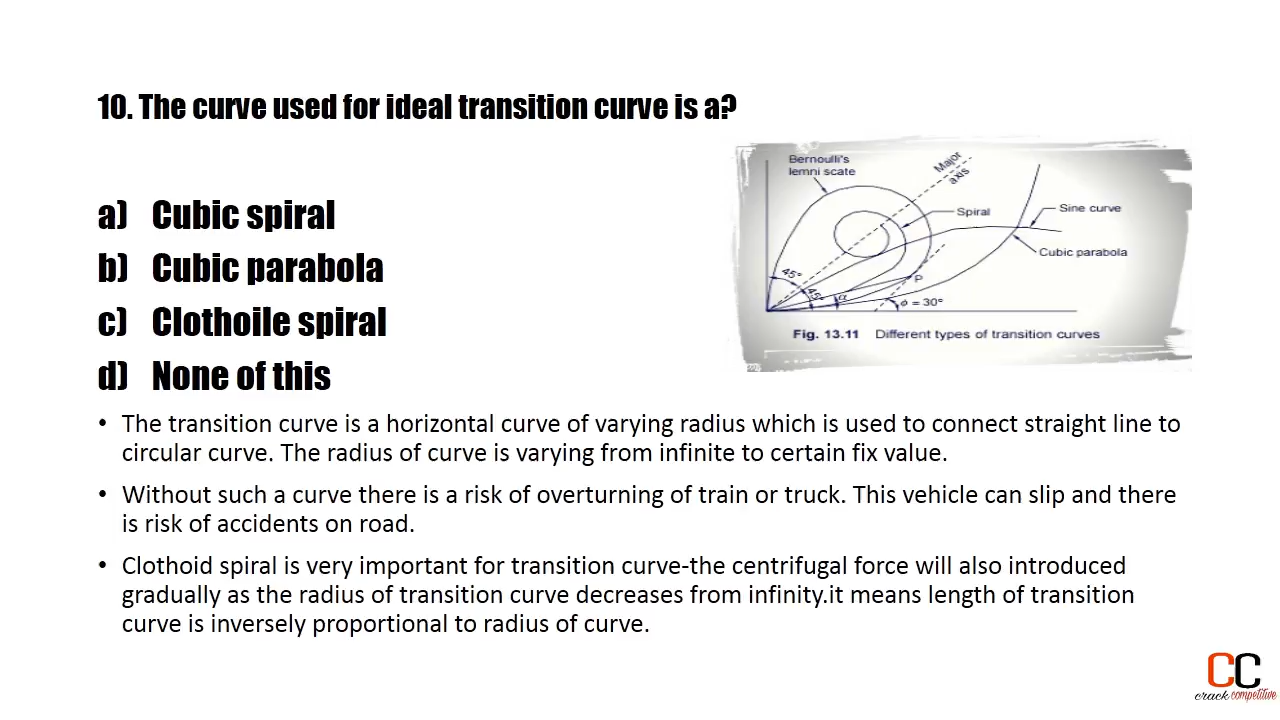 10. The curve used for ideal transition curve is a?
a) Cubic spiral
b) Cubic parabola
c) Clothoile spiral
d) None of this
Bernoulli's
lemni scate
Major
axis
Spiral
Sine curve
Cubic parabola
45°
45°
α
P
ϕ = 30°
Fig. 13.11 Different types of transition curves
• The transition curve is a horizontal curve of varying radius which is used to connect straight line to
circular curve. The radius of curve is varying from infinite to certain fix value.
• Without such a curve there is a risk of overturning of train or truck. This vehicle can slip and there
is risk of accidents on road.
• Clothoid spiral is very important for transition curve-the centrifugal force will also introduced
gradually as the radius of transition curve decreases from infinity.it means length of transition
curve is inversely proportional to radius of curve.
CC
crack competitive